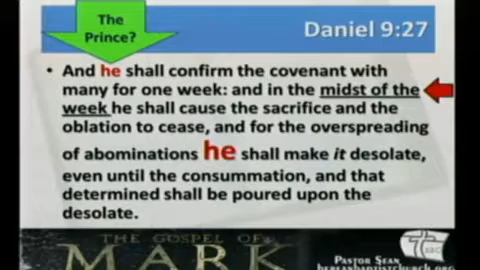 The
Prince?
Daniel 9:27
• And he shall confirm the covenant with
many for one week: and in the midst of the
week he shall cause the sacrifice and the
oblation to cease, and for the overspreading
of abominations he shall make it desolate,
even until the consummation, and that
determined shall be poured upon the
desolate.
THE GOSPEL OF
MARK
PASTOR SEAN
bereanbaptistchurch.org